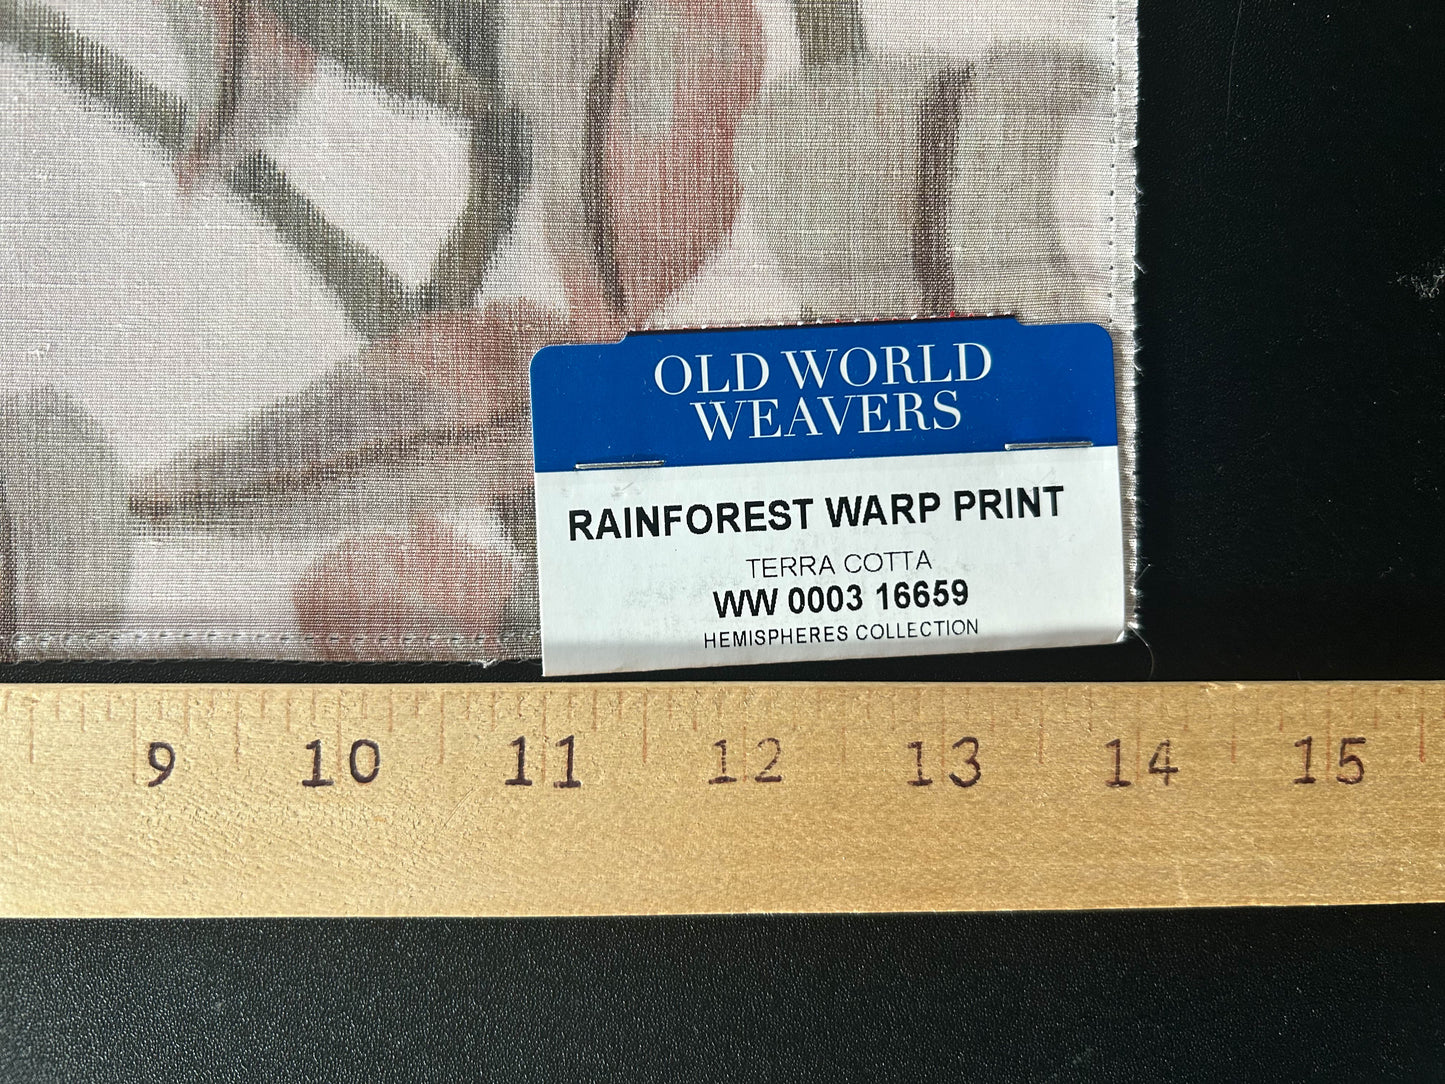 OLD WORLD
WEAVERS
RAINFOREST WARP PRINT
TERRA COTTA
WW 0003 16659
HEMISPHERES COLLECTION
9 10 11 12 13 14 15